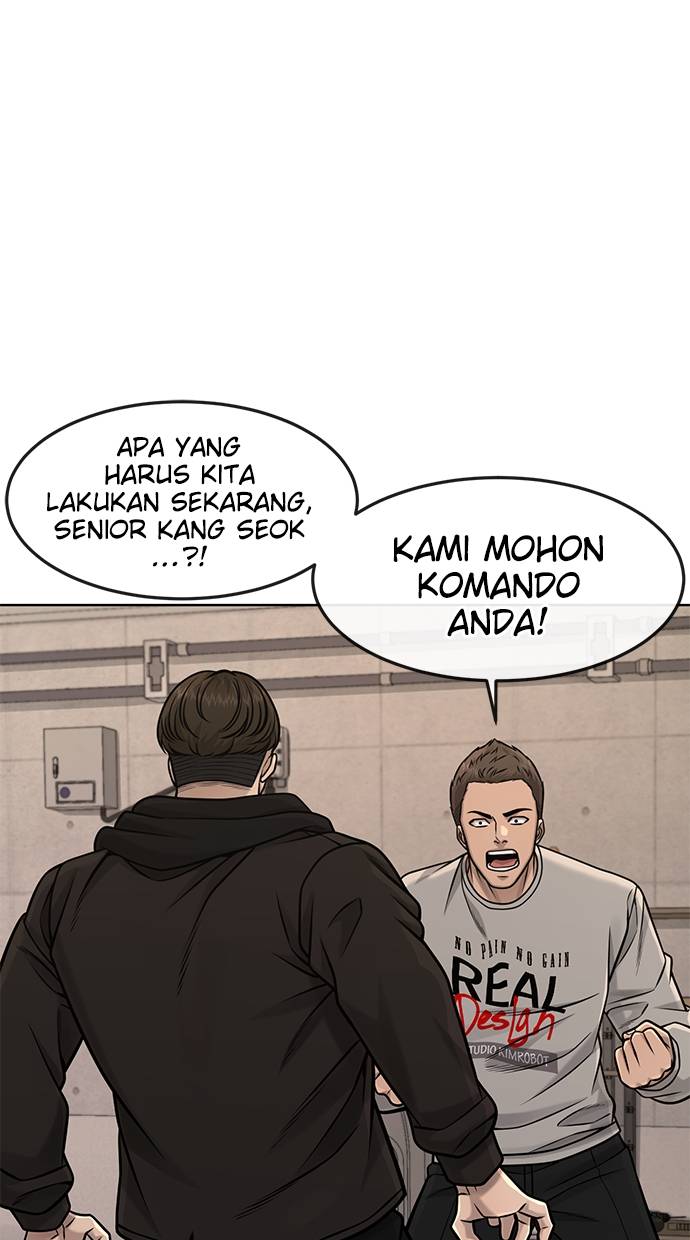 APA YANG
HARUS KITA
LAKUKAN SEKARANG,
SENIOR KANG SEOK
...?!
KAMI MOHON
KOMANDO
ANDA!
NO PAIN NO GAIN
REAL
Design
STUDIO KIMROBOT